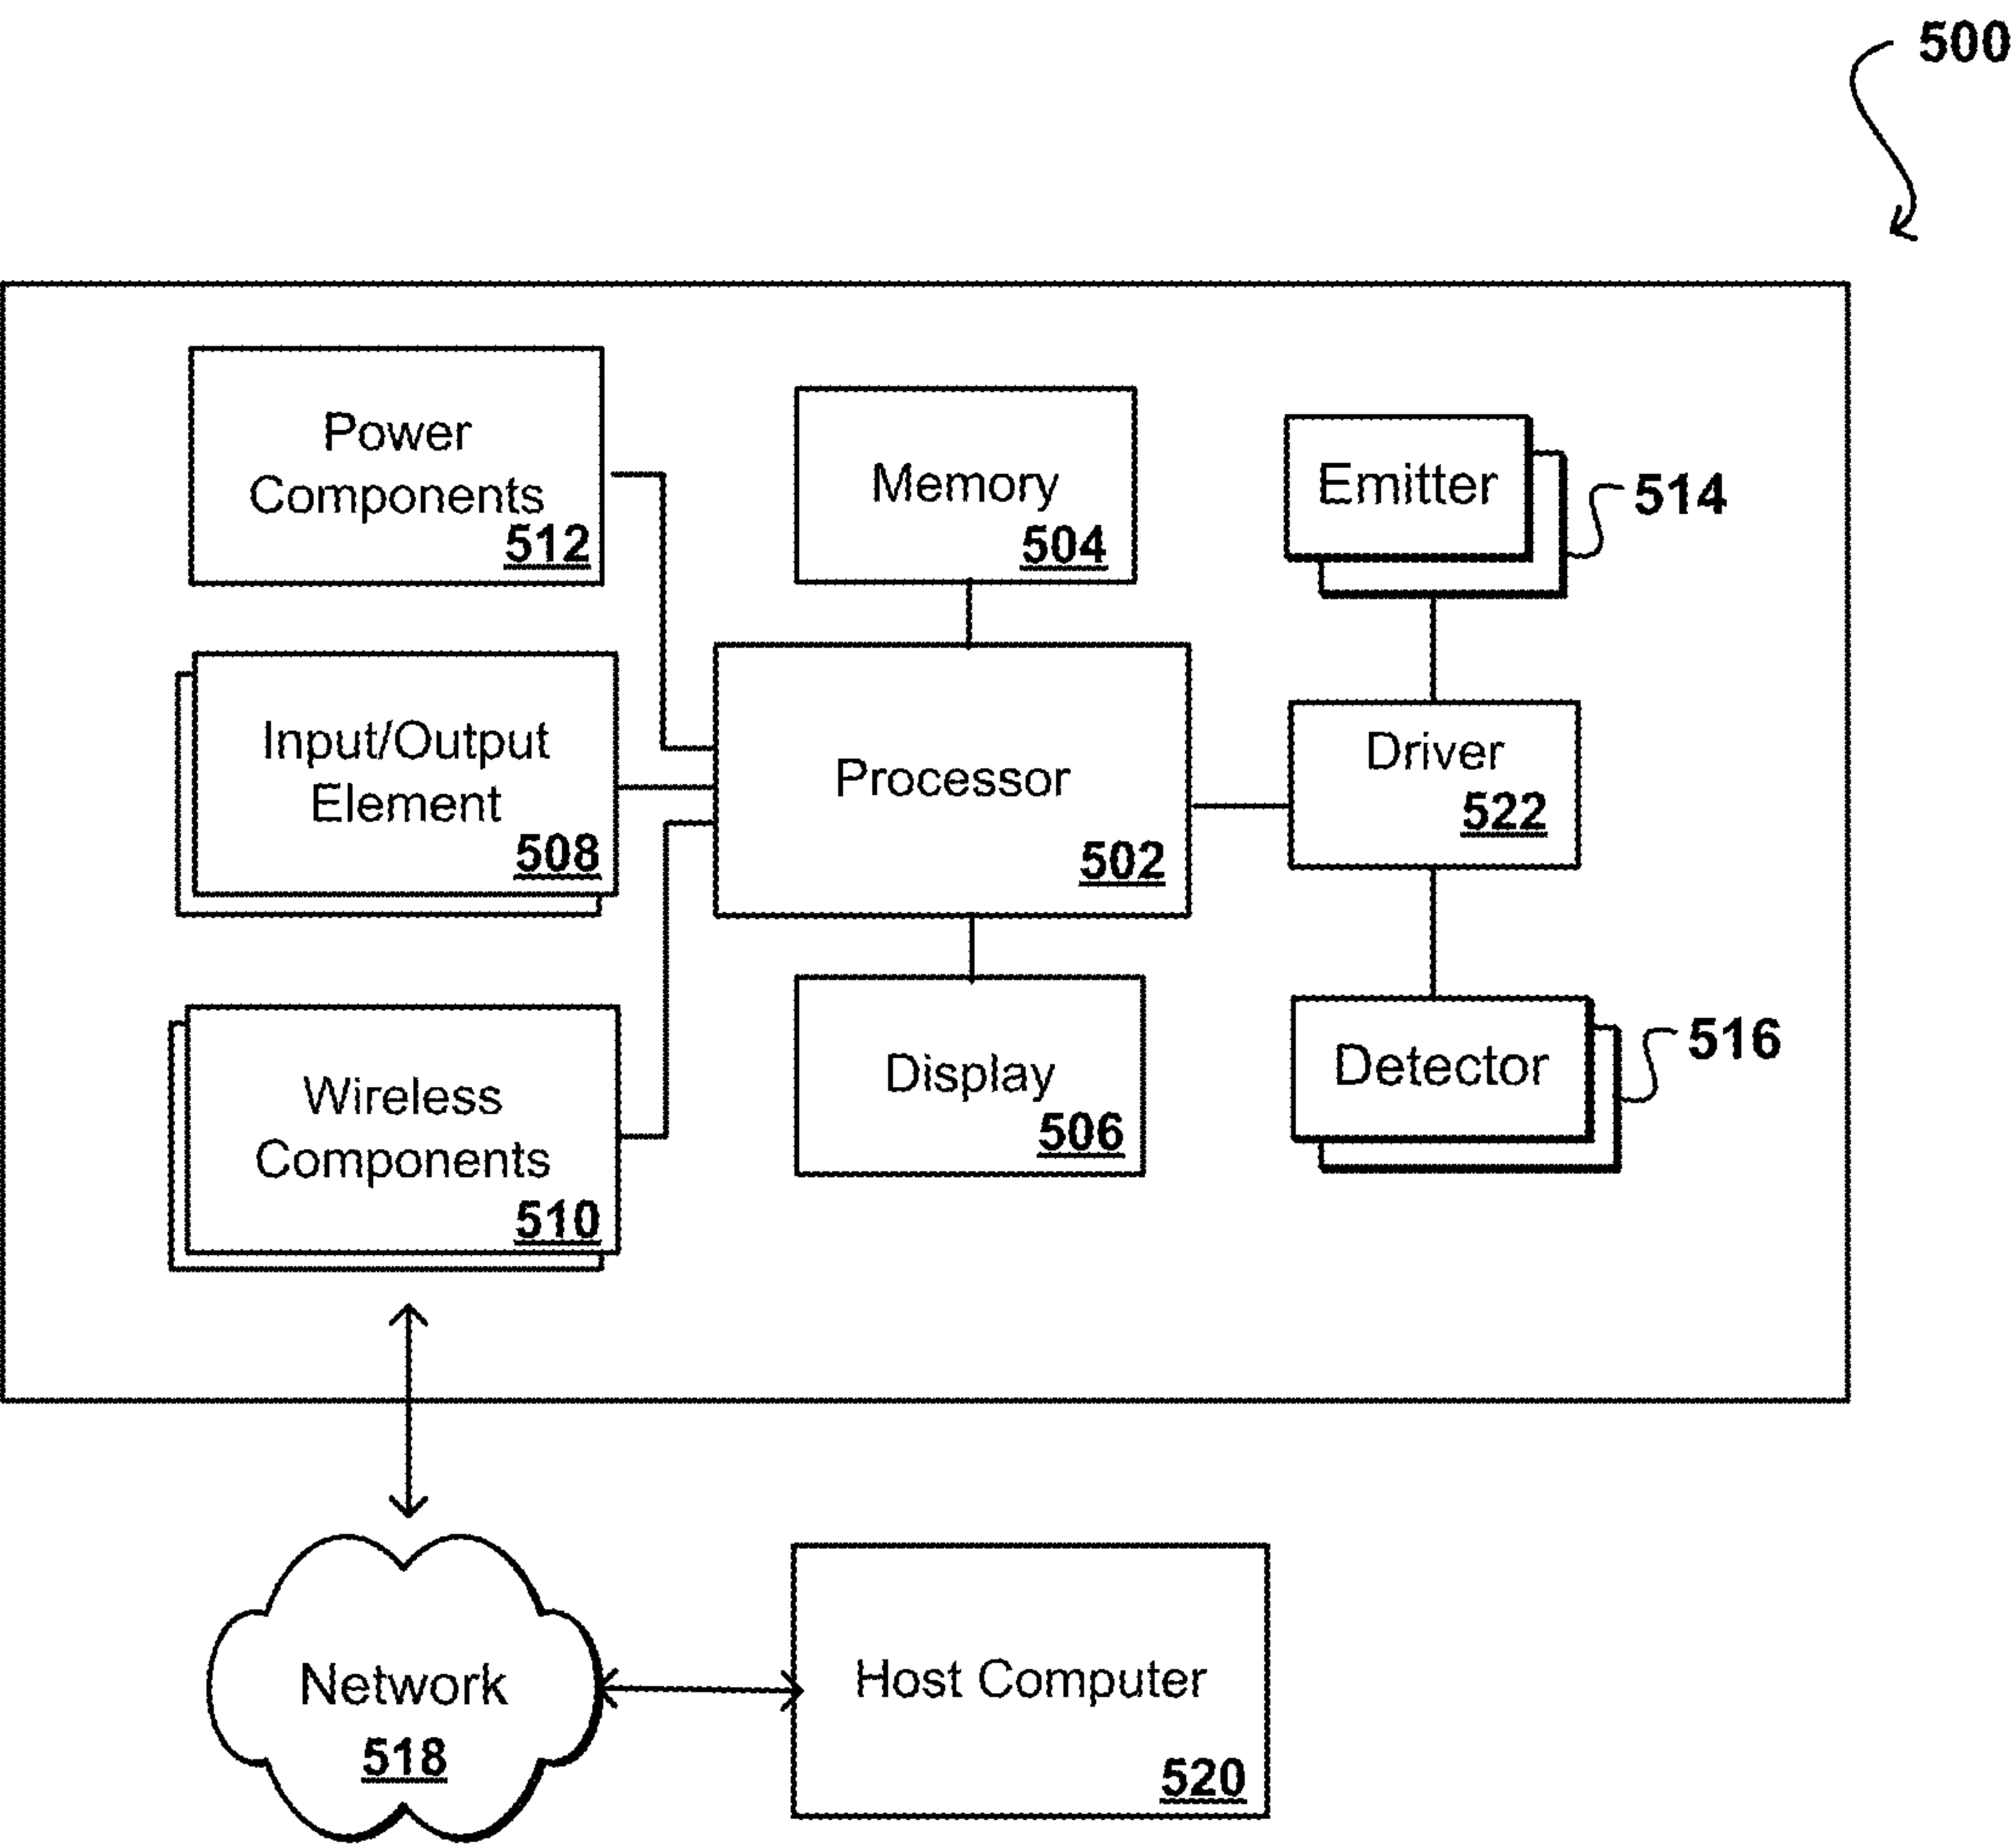 500
Power
Components
512
Memory
504
Emitter
514
Input/Output
Element
508
Processor
502
Driver
522
Wireless
Components
510
Display
506
Detector
516
Network
518
Host Computer
520